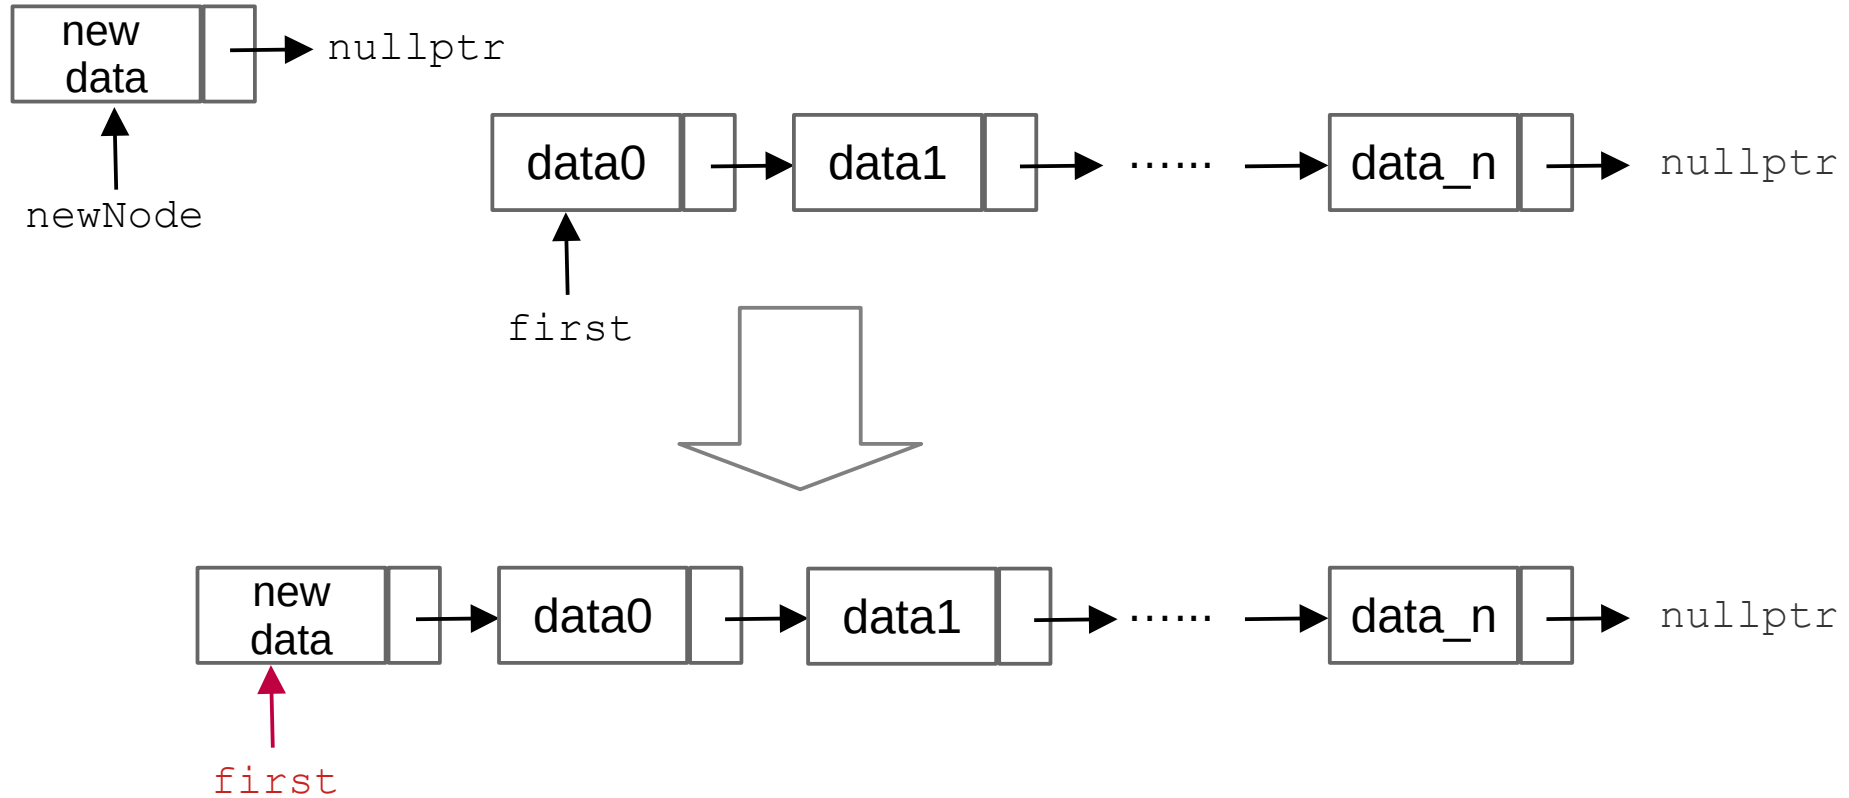 new
data
nullptr
newNode
data0
data1
......
data_n
nullptr
first
new
data
data0
data1
......
data_n
nullptr
first